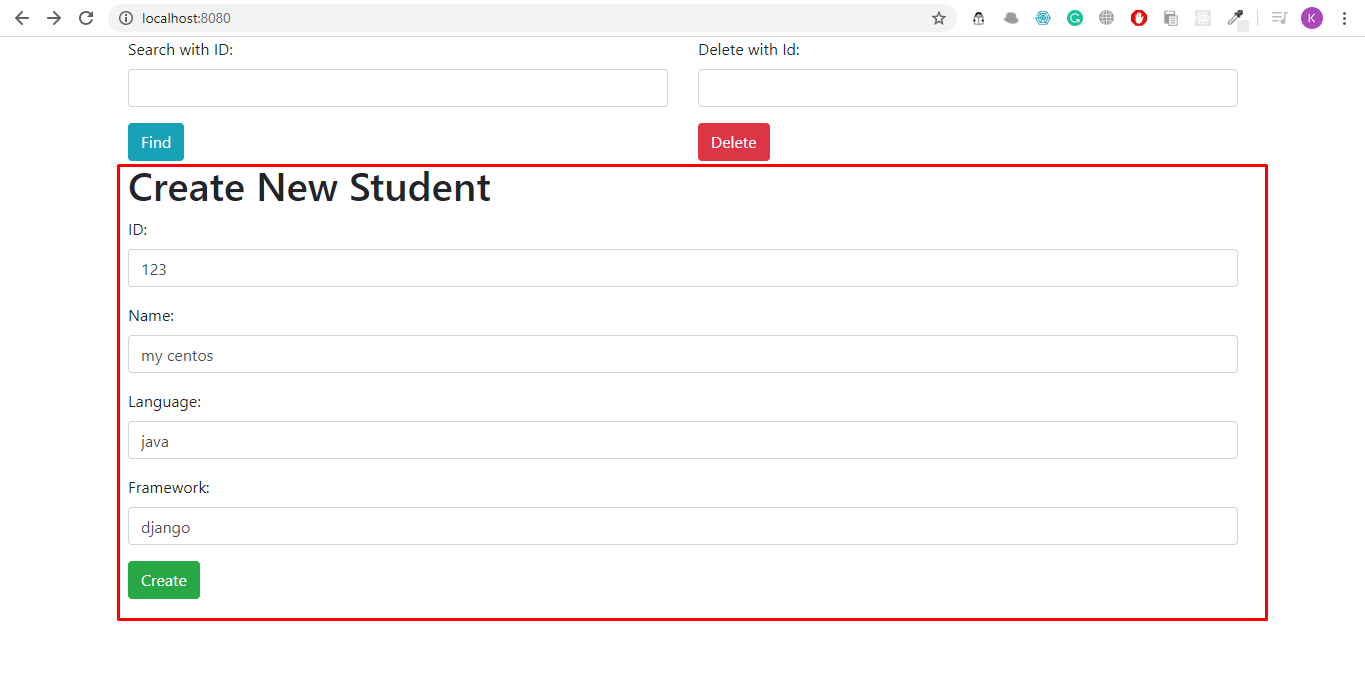 localhost:8080
K
Search with ID:
Delete with Id:
Find
Delete
Create New Student
ID:
123
Name:
my centos
Language:
java
Framework:
django
Create